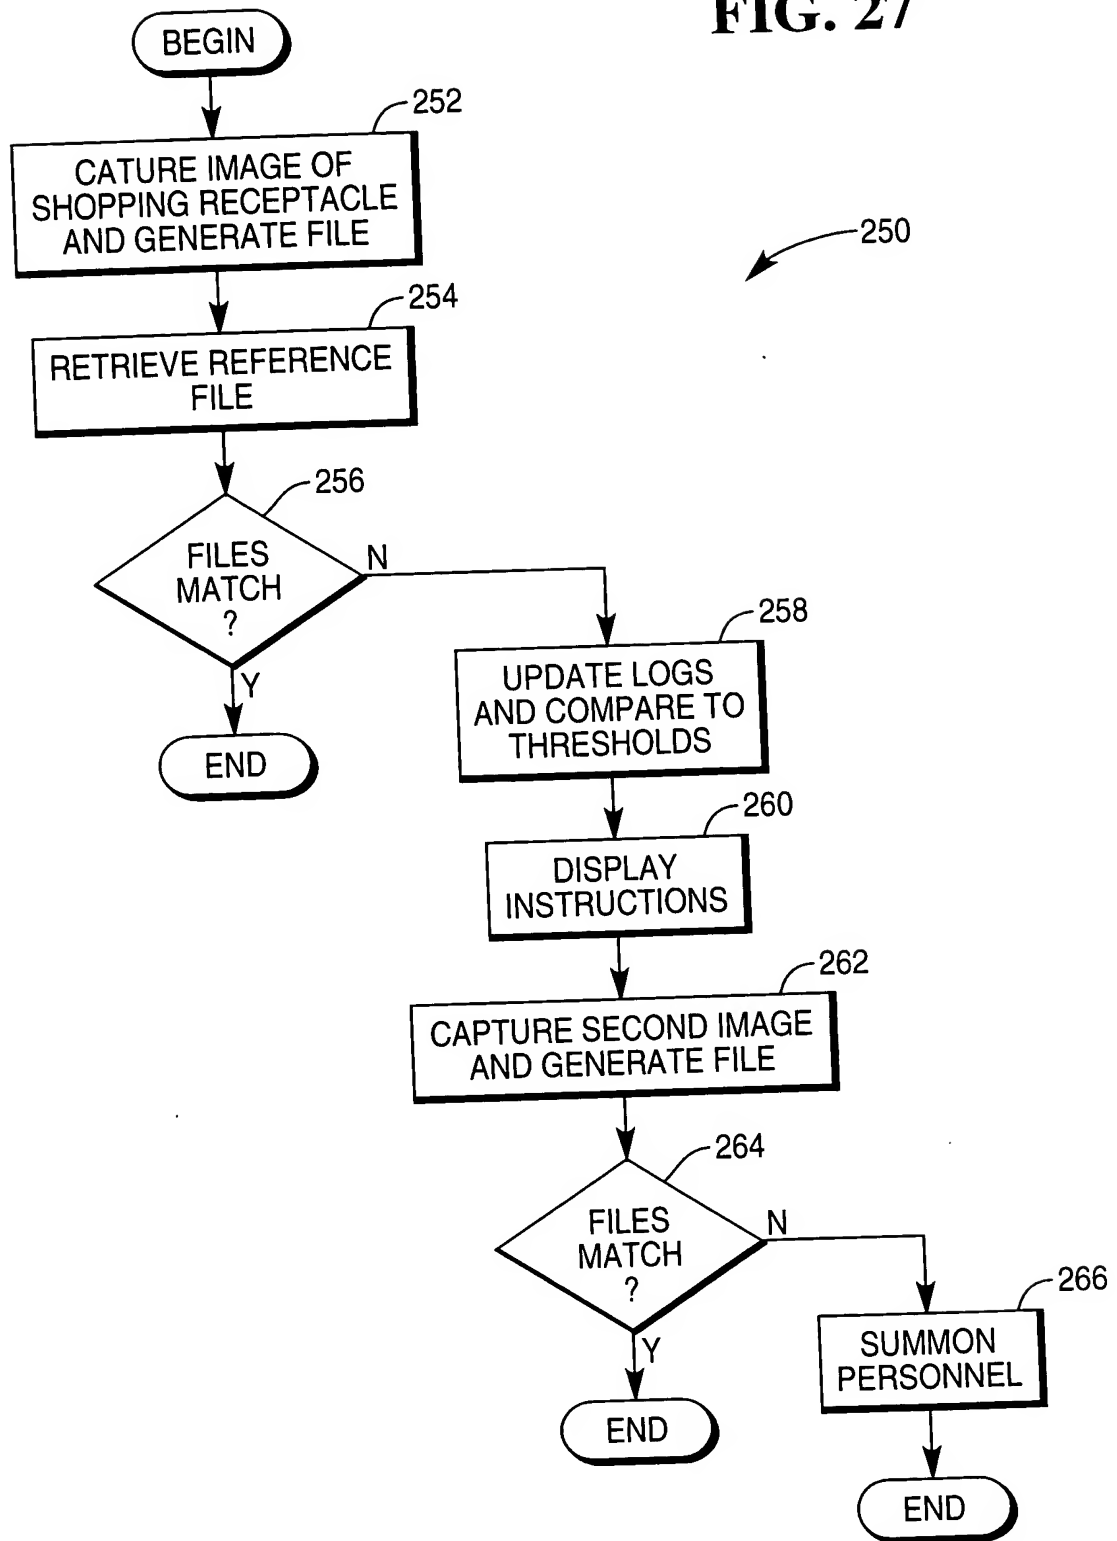 FIG. 27
BEGIN
252
CATURE IMAGE OF
SHOPPING RECEPTACLE
AND GENERATE FILE
250
254
RETRIEVE REFERENCE
FILE
256
FILES
MATCH
?
N
Y
END
258
UPDATE LOGS
AND COMPARE TO
THRESHOLDS
260
DISPLAY
INSTRUCTIONS
262
CAPTURE SECOND IMAGE
AND GENERATE FILE
264
FILES
MATCH
?
N
Y
END
266
SUMMON
PERSONNEL
END